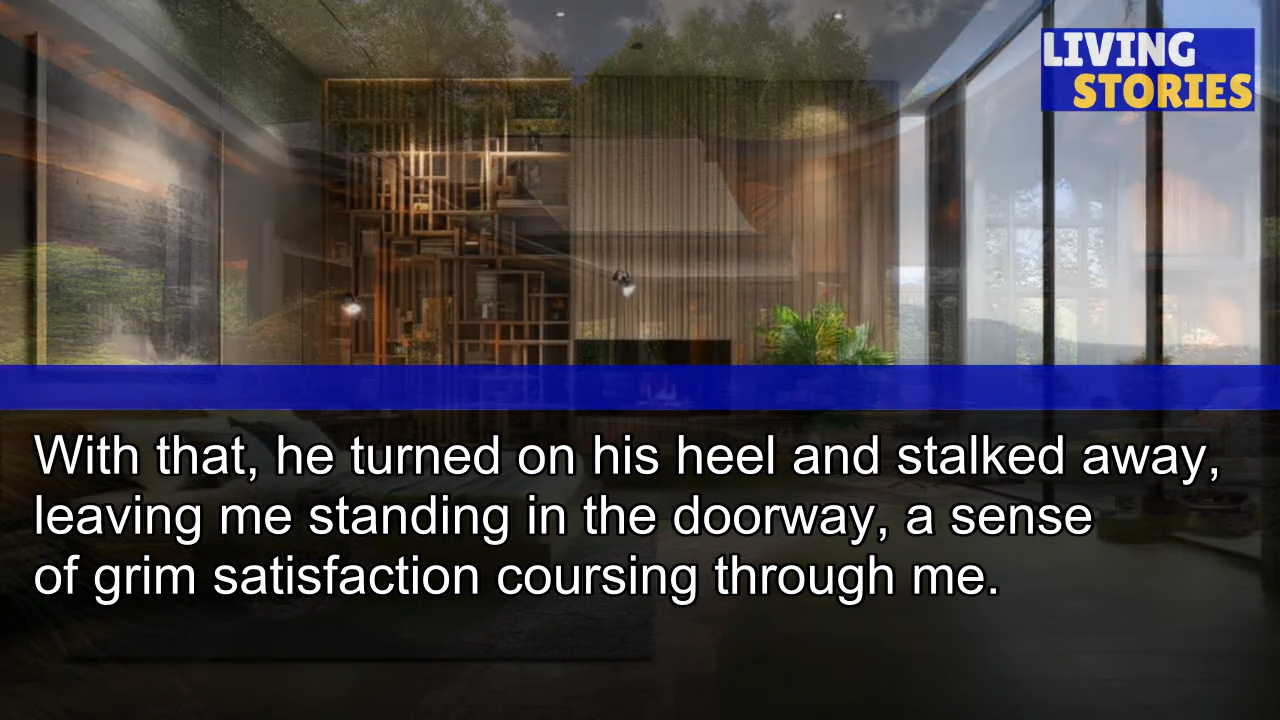 LIVING
STORIES
With that, he turned on his heel and stalked away,
leaving me standing in the doorway, a sense
of grim satisfaction coursing through me.